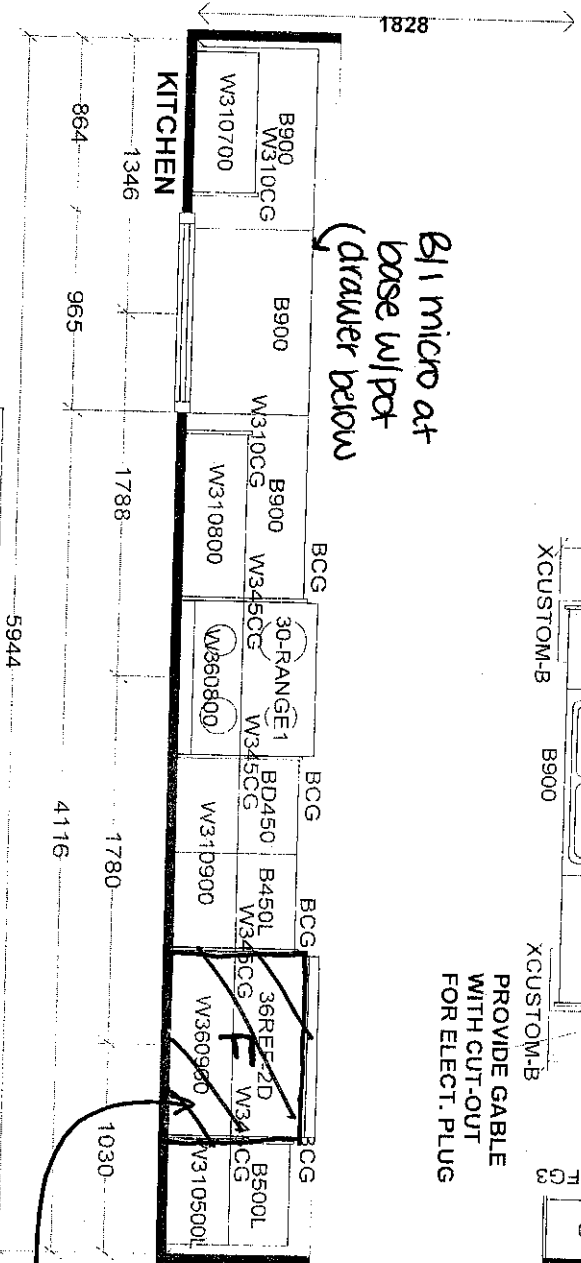 1828
KITCHEN
864
1346
965
1788
5944
4116
1780
1030
B900
W310CG
W310700
B/I micro at
base w/pot
drawer below
B900
W310CG
B900
W310800
BCG
W345CG
30-RANGE1
W360800
W345CG
BCG
BD450
W310900
B450L
BCG
W345CG
36REF-2D
F
W360900
W345CG
BCG
B500L
W310500L
XCUSTOM-B
B900
XCUSTOM-B
PROVIDE GABLE
WITH CUT-OUT
FOR ELECT. PLUG